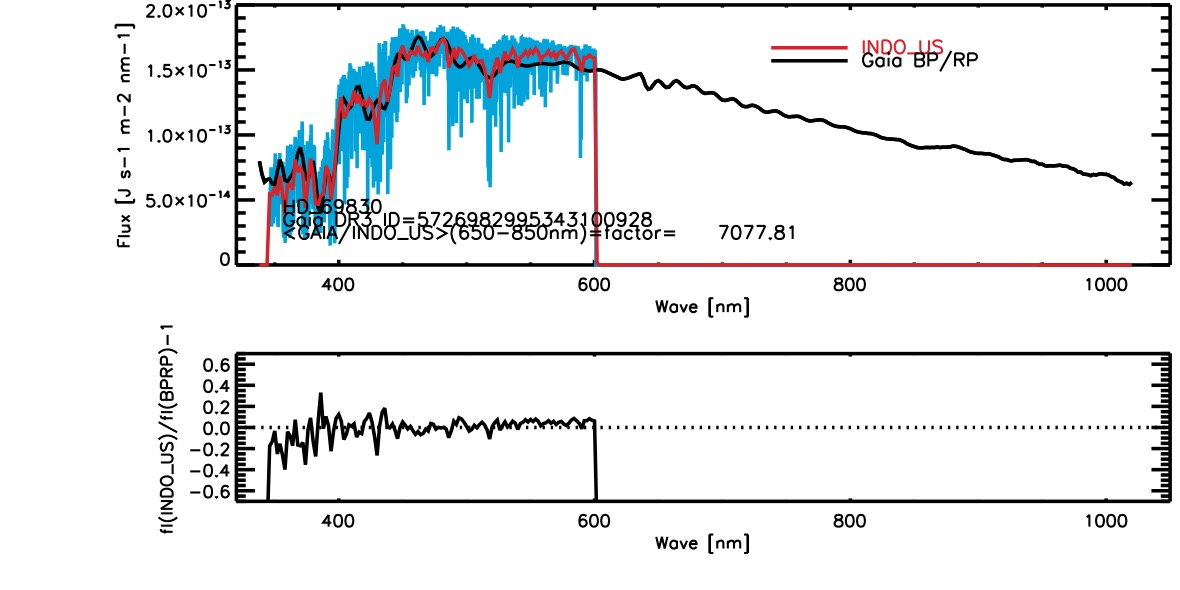 2.0×10−13
1.5×10−13
1.0×10−13
5.0×10−14
0
Flux [J s−1 m−2 nm−1]
INDO_US
Gaia BP/RP
HD_69830
Gaia DR3 ID=5726982995343100928
<GAIA/INDO_US>(650−850nm)=factor= 7077.81
400 600 800 1000
Wave [nm]
fl(INDO_US)/fl(BPRP)−1
0.6
0.4
0.2
0.0
−0.2
−0.4
−0.6
400 600 800 1000
Wave [nm]